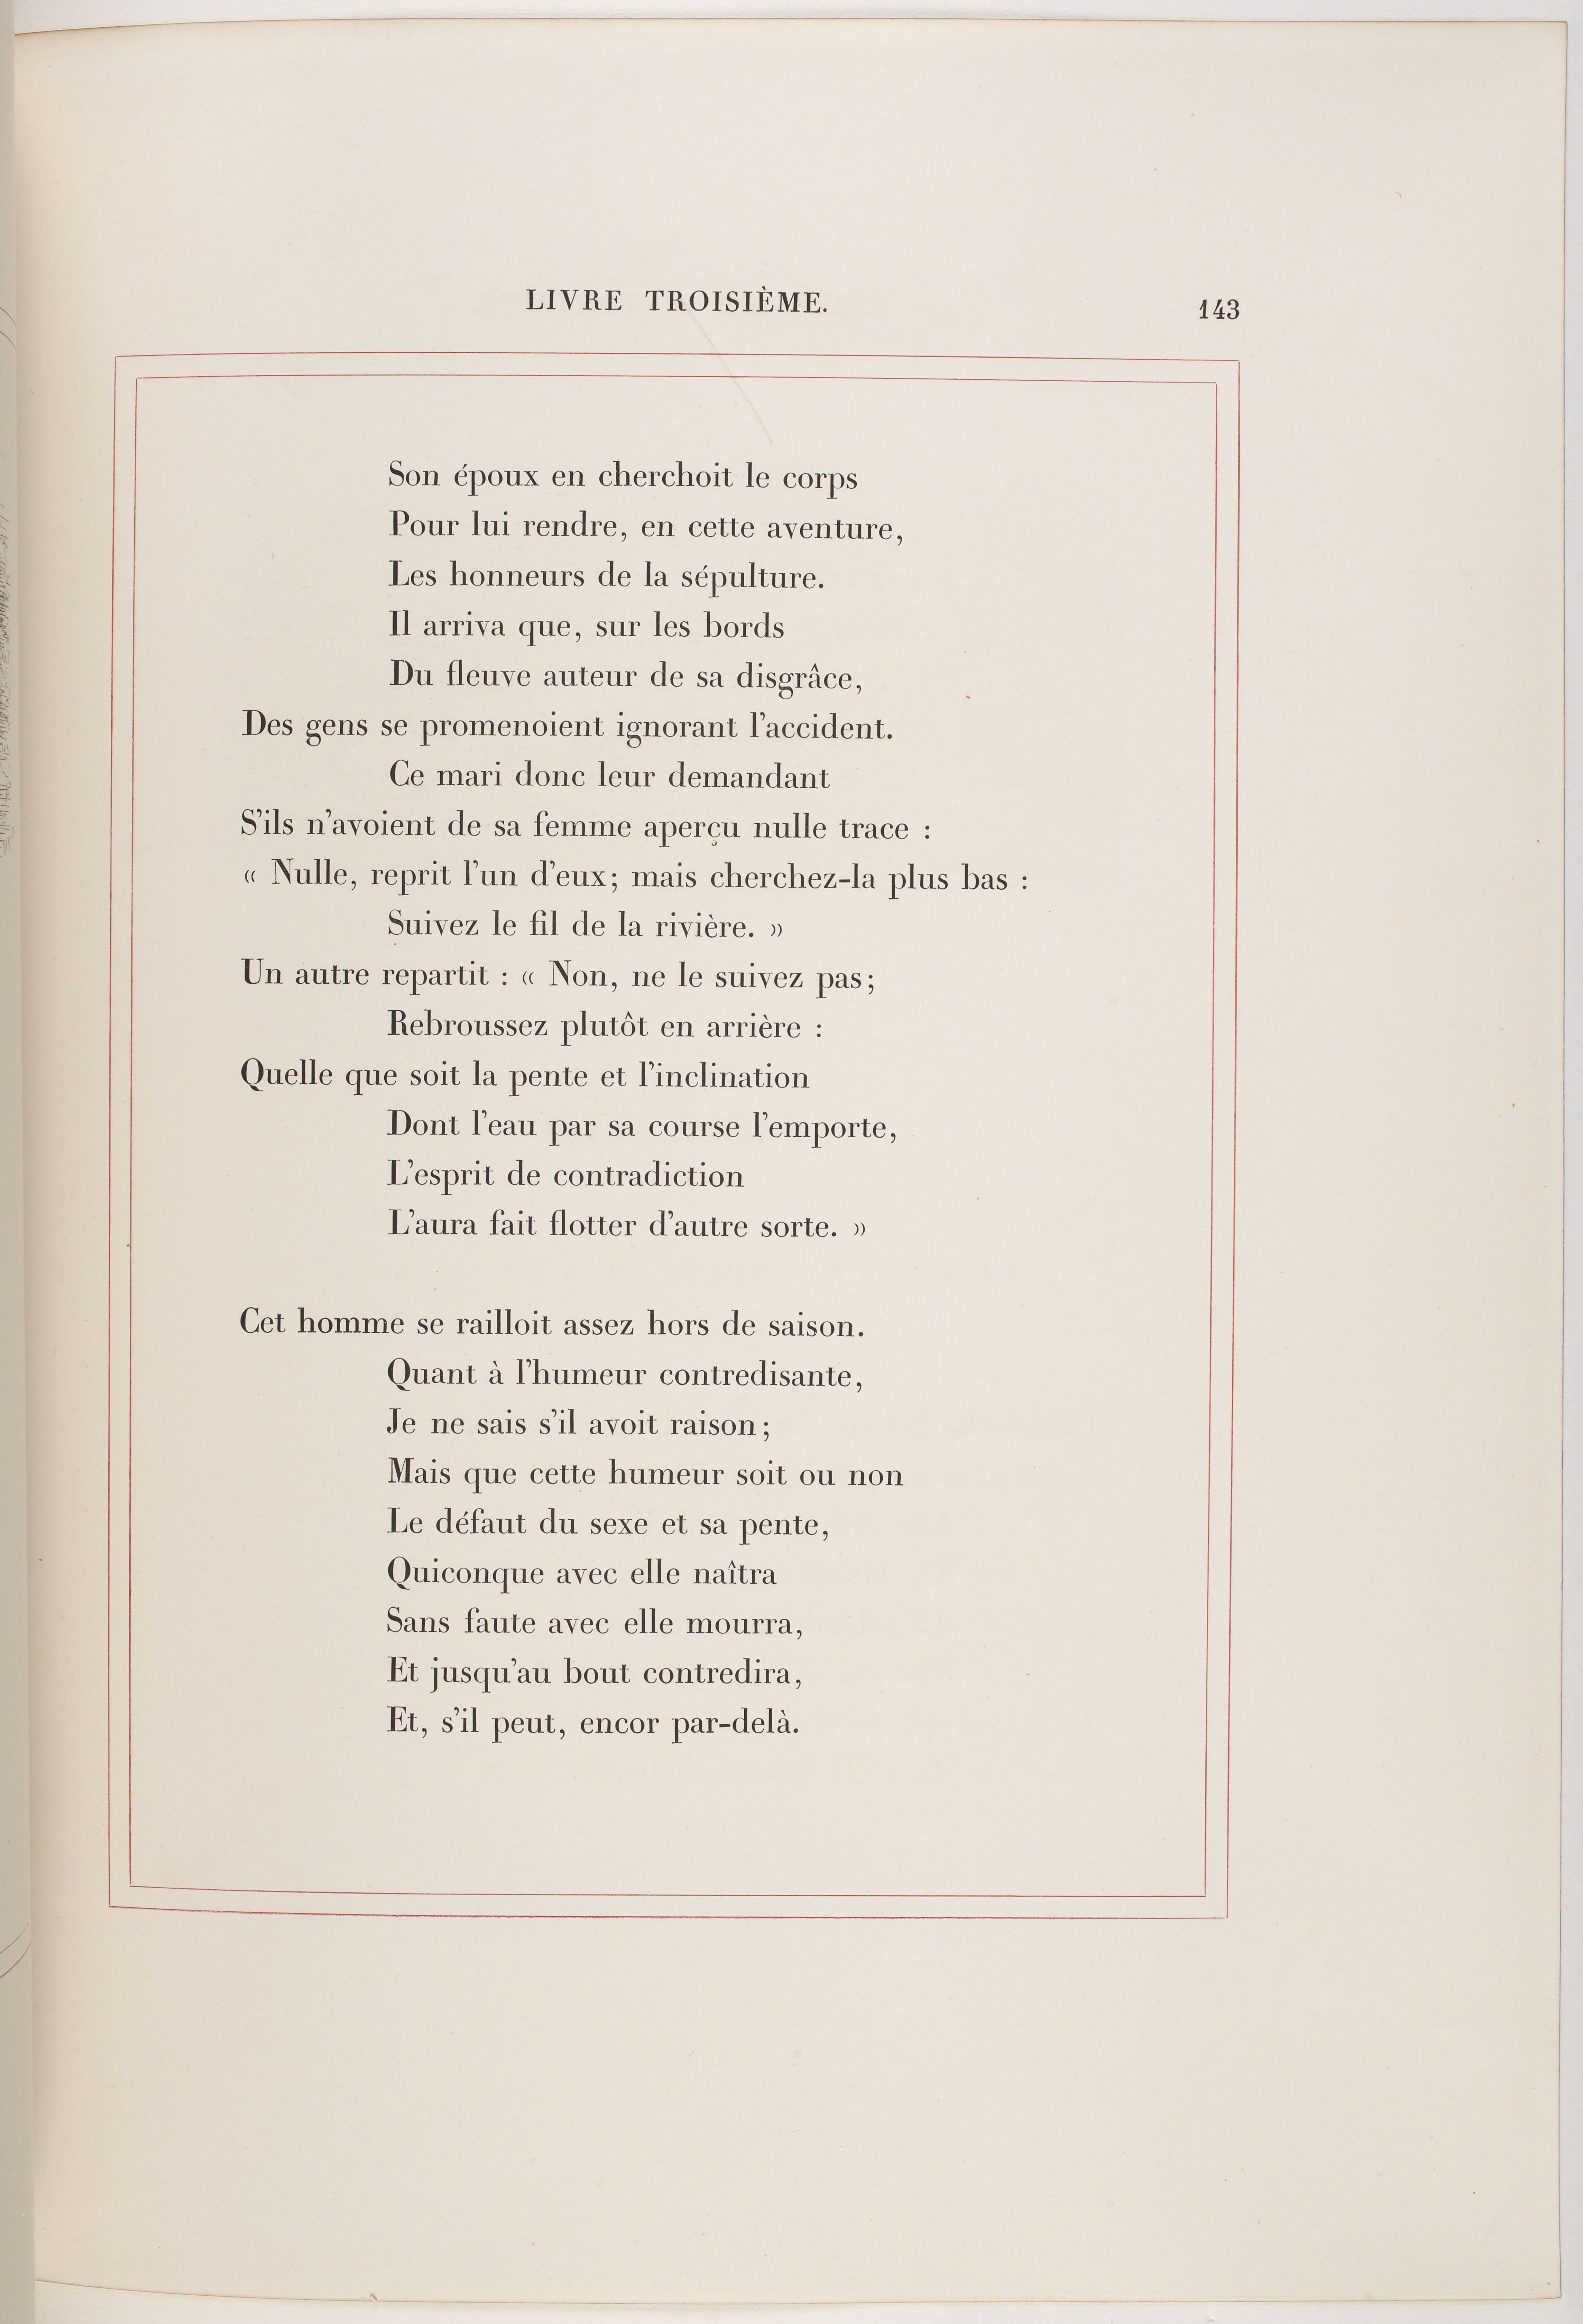 LIVRE TROISIÈME.
143
Son époux en cherchoit le corps
Pour lui rendre, en cette aventure,
Les honneurs de la sépulture.
Il arriva que, sur les bords
Du fleuve auteur de sa disgrâce,
Des gens se promenoient ignorant l'accident.
Ce mari donc leur demandant
S'ils n'avoient de sa femme aperçu nulle trace :
« Nulle, reprit l'un d'eux; mais cherchez-la plus bas :
Suivez le fil de la rivière. »
Un autre repartit : « Non, ne le suivez pas;
Rebroussez plutôt en arrière :
Quelle que soit la pente et l'inclination
Dont l'eau par sa course l'emporte,
L'esprit de contradiction
L'aura fait flotter d'autre sorte. »
Cet homme se railloit assez hors de saison.
Quant à l'humeur contredisante,
Je ne sais s'il avoit raison;
Mais que cette humeur soit ou non
Le défaut du sexe et sa pente,
Quiconque avec elle naîtra
Sans faute avec elle mourra,
Et jusqu'au bout contredira,
Et, s'il peut, encor par-delà.